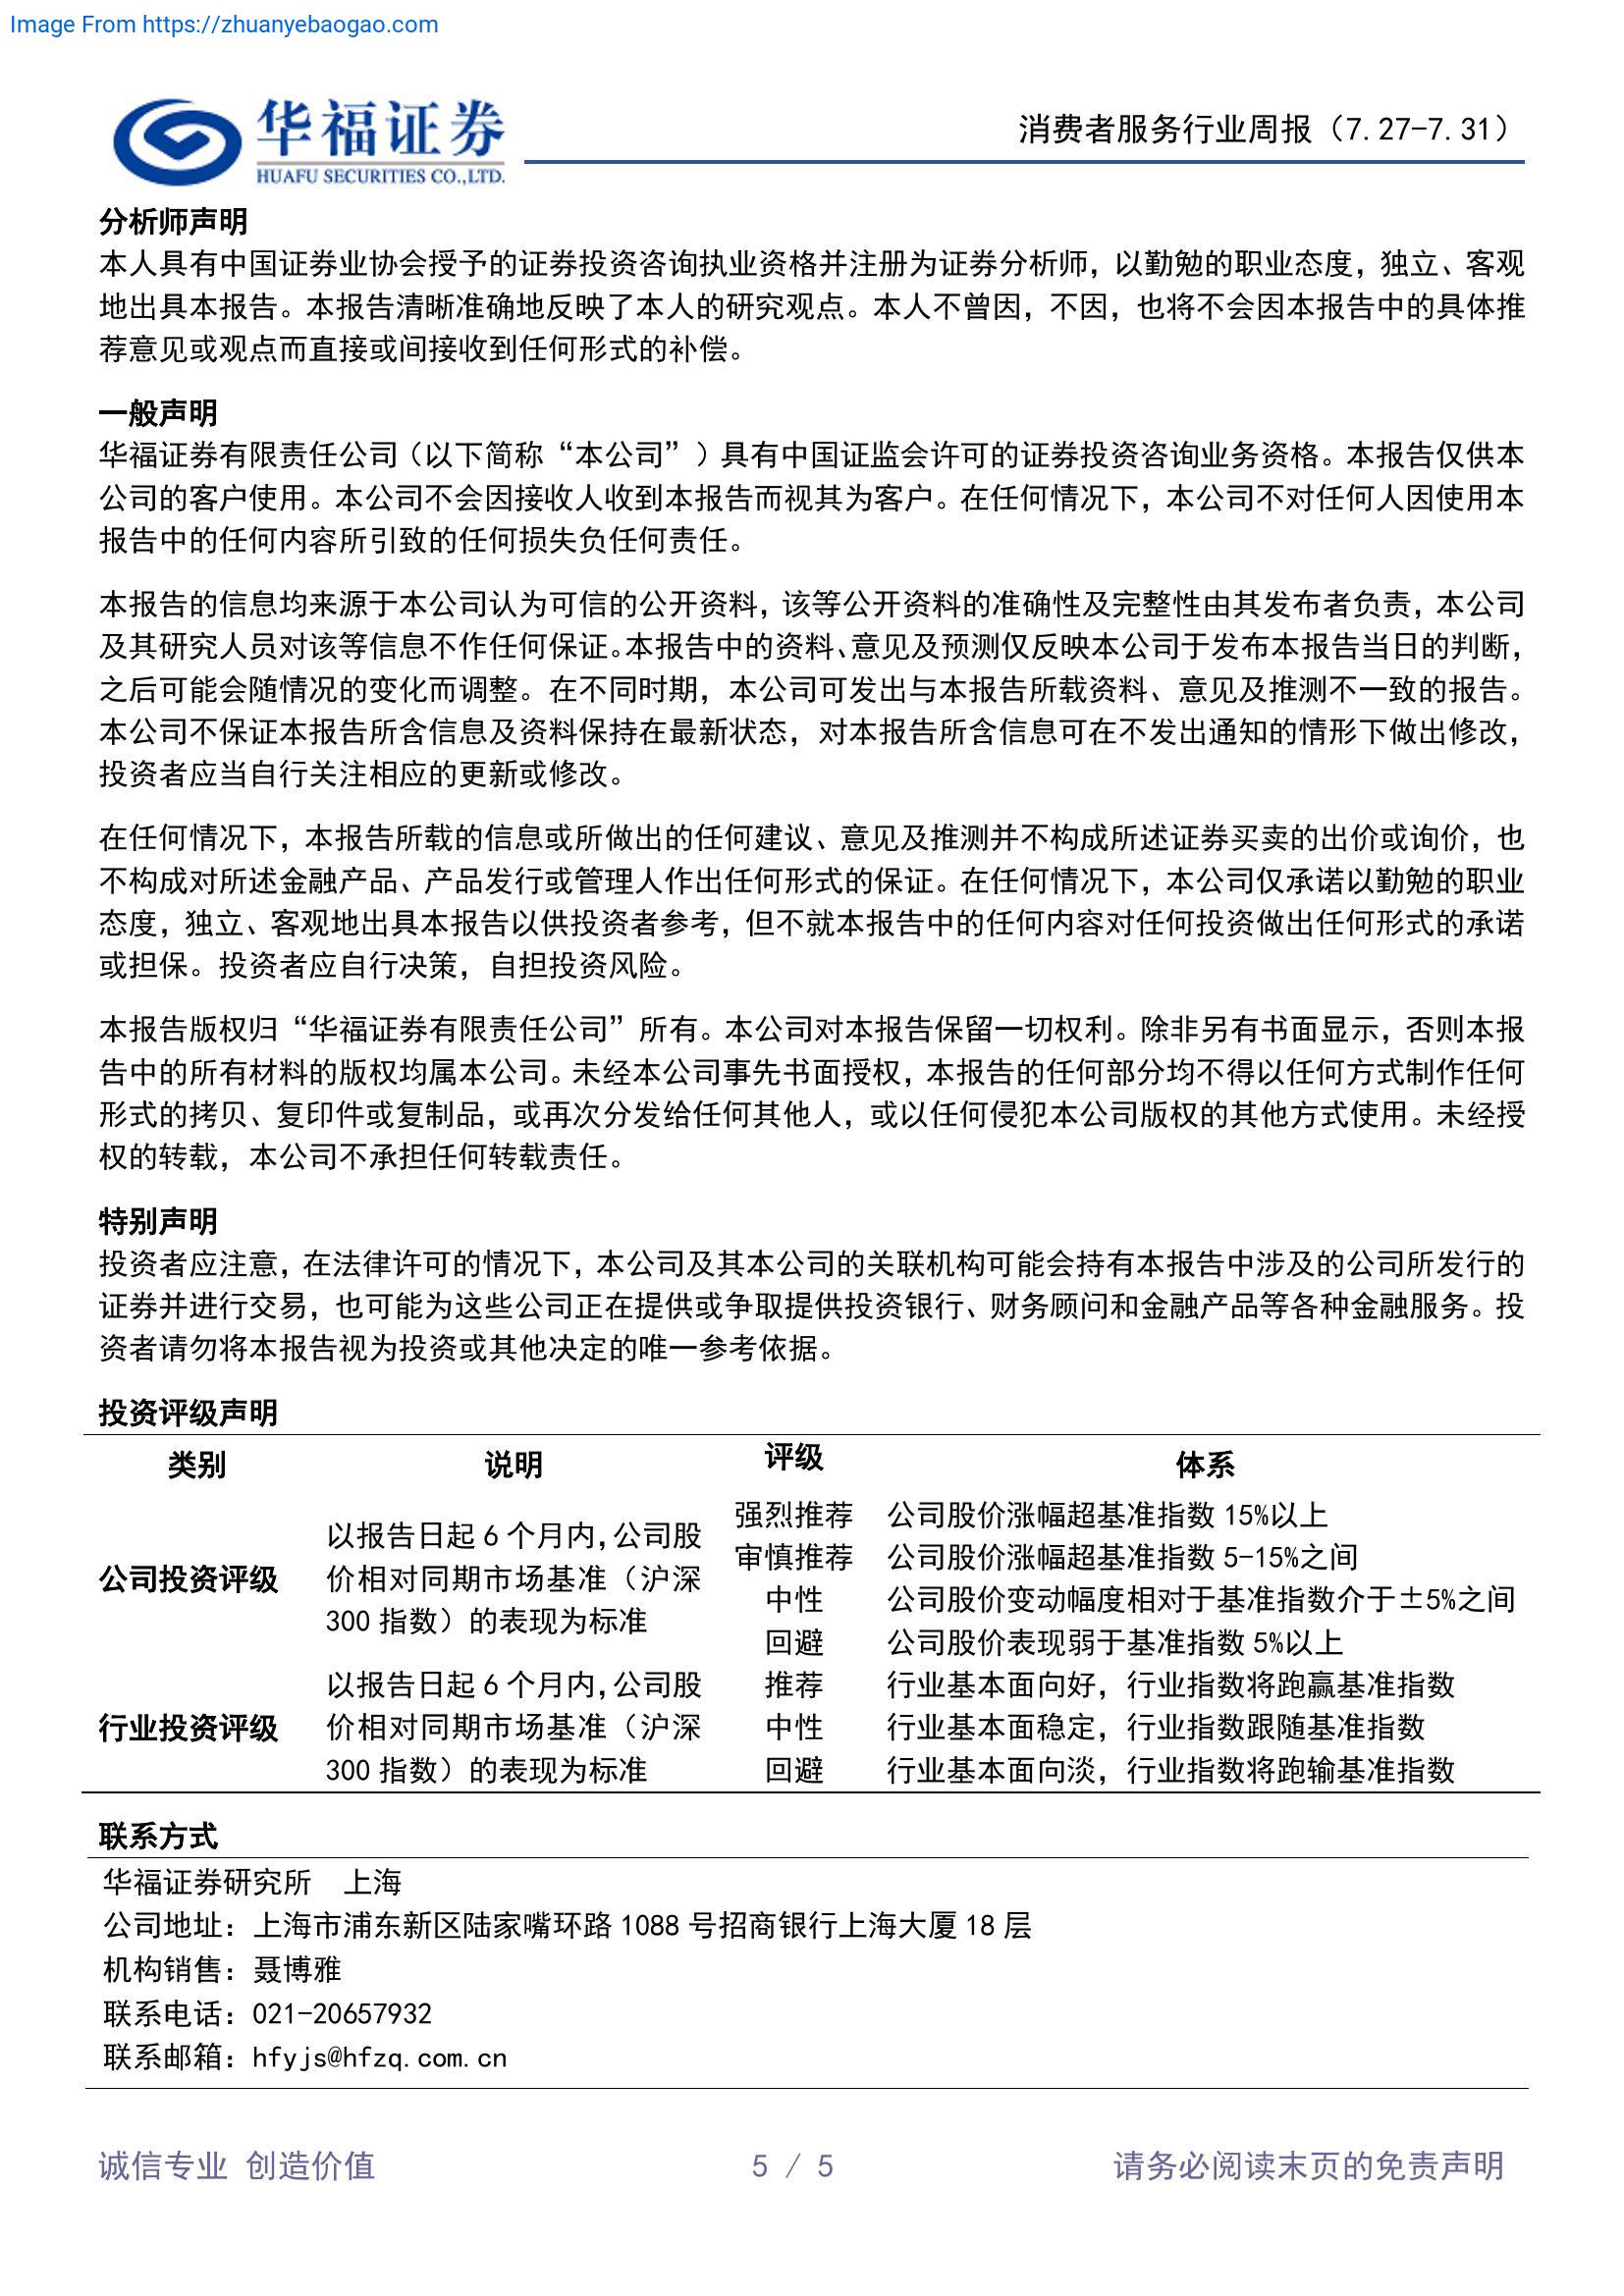 Image From https://zhuanyebaogao.com
华福证券
HUAFU SECURITIES CO.,LTD.
消费者服务行业周报（7.27-7.31）
分析师声明
本人具有中国证券业协会授予的证券投资咨询执业资格并注册为证券分析师，以勤勉的职业态度，独立、客观
地出具本报告。本报告清晰准确地反映了本人的研究观点。本人不曾因，不因，也将不会因本报告中的具体推
荐意见或观点而直接或间接收到任何形式的补偿。
一般声明
华福证券有限责任公司（以下简称“本公司”）具有中国证监会许可的证券投资咨询业务资格。本报告仅供本
公司的客户使用。本公司不会因接收人收到本报告而视其为客户。在任何情况下，本公司不对任何人因使用本
报告中的任何内容所引致的任何损失负任何责任。
本报告的信息均来源于本公司认为可信的公开资料，该等公开资料的准确性及完整性由其发布者负责，本公司
及其研究人员对该等信息不作任何保证。本报告中的资料、意见及预测仅反映本公司于发布本报告当日的判断，
之后可能会随情况的变化而调整。在不同时期，本公司可发出与本报告所载资料、意见及推测不一致的报告。
本公司不保证本报告所含信息及资料保持在最新状态，对本报告所含信息可在不发出通知的情形下做出修改，
投资者应当自行关注相应的更新或修改。
在任何情况下，本报告所载的信息或所做出的任何建议、意见及推测并不构成所述证券买卖的出价或询价，也
不构成对所述金融产品、产品发行或管理人作出任何形式的保证。在任何情况下，本公司仅承诺以勤勉的职业
态度，独立、客观地出具本报告以供投资者参考，但不就本报告中的任何内容对任何投资做出任何形式的承诺
或担保。投资者应自行决策，自担投资风险。
本报告版权归“华福证券有限责任公司”所有。本公司对本报告保留一切权利。除非另有书面显示，否则本报
告中的所有材料的版权均属本公司。未经本公司事先书面授权，本报告的任何部分均不得以任何方式制作任何
形式的拷贝、复印件或复制品，或再次分发给任何其他人，或以任何侵犯本公司版权的其他方式使用。未经授
权的转载，本公司不承担任何转载责任。
特别声明
投资者应注意，在法律许可的情况下，本公司及其本公司的关联机构可能会持有本报告中涉及的公司所发行的
证券并进行交易，也可能为这些公司正在提供或争取提供投资银行、财务顾问和金融产品等各种金融服务。投
资者请勿将本报告视为投资或其他决定的唯一参考依据。
投资评级声明
类别 说明 评级 体系
公司投资评级
以报告日起 6 个月内，公司股
价相对同期市场基准（沪深
300 指数）的表现为标准
强烈推荐 公司股价涨幅超基准指数 15%以上
审慎推荐 公司股价涨幅超基准指数 5-15%之间
中性 公司股价变动幅度相对于基准指数介于±5%之间
回避 公司股价表现弱于基准指数 5%以上
行业投资评级
以报告日起 6 个月内，公司股
价相对同期市场基准（沪深
300 指数）的表现为标准
推荐 行业基本面向好，行业指数将跑赢基准指数
中性 行业基本面稳定，行业指数跟随基准指数
回避 行业基本面向淡，行业指数将跑输基准指数
联系方式
华福证券研究所 上海
公司地址：上海市浦东新区陆家嘴环路 1088 号招商银行上海大厦 18 层
机构销售：聂博雅
联系电话：021-20657932
联系邮箱：hfyjs@hfzq.com.cn
诚信专业 创造价值 5 / 5 请务必阅读末页的免责声明